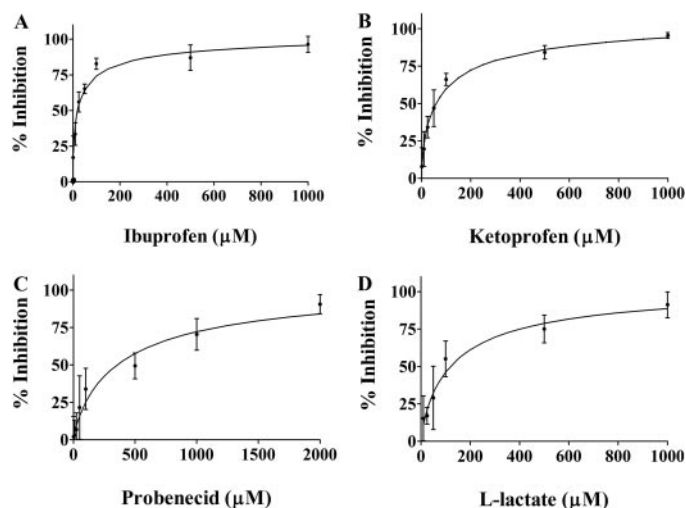 A
% Inhibition
100
75
50
25
0
0 200 400 600 800 1000
Ibuprofen (µM)
B
% Inhibition
100
75
50
25
0
0 200 400 600 800 1000
Ketoprofen (µM)
C
% Inhibition
100
75
50
25
0
0 500 1000 1500 2000
Probenecid (µM)
D
% Inhibition
100
75
50
25
0
0 200 400 600 800 1000
L-lactate (µM)